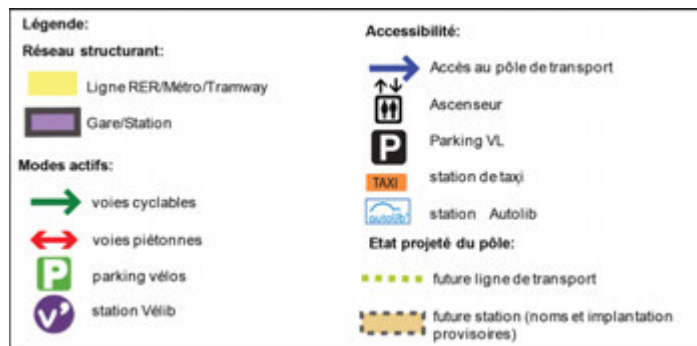 Légende:
Réseau structurant:
Ligne RER/Métro/Tramway
Gare/Station
Modes actifs:
voies cyclables
voies piétonnes
P
parking vélos
v'
station Vélib
Accessibilité:
Accès au pôle de transport
Ascenseur
P
Parking VL
TAXI
station de taxi
autolib'
station Autolib
Etat projeté du pôle:
future ligne de transport
future station (noms et implantation
provisoires)